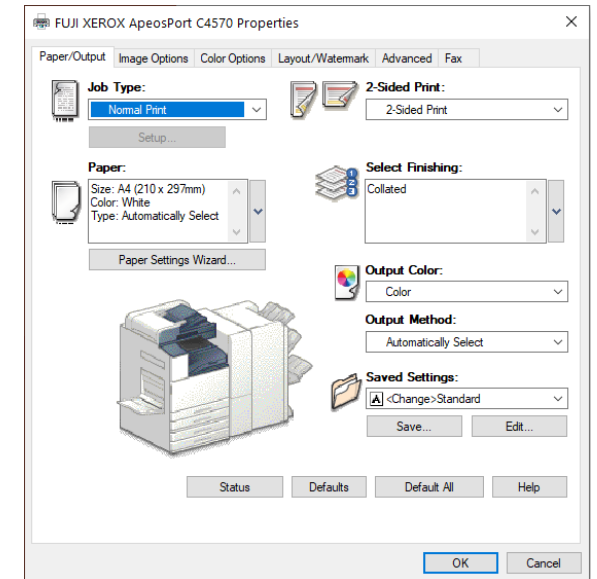 FUJI XEROX ApeosPort C4570 Properties
Paper/Output Image Options Color Options Layout/Watermark Advanced Fax
Job Type:
Normal Print
Setup...
2-Sided Print:
2-Sided Print
Paper:
Size: A4 (210 x 297mm)
Color: White
Type: Automatically Select
Paper Settings Wizard...
Select Finishing:
1
2
3
Collated
Output Color:
Color
Output Method:
Automatically Select
Saved Settings:
A <Change>Standard
Save... Edit...
Status Defaults Default All Help
OK Cancel